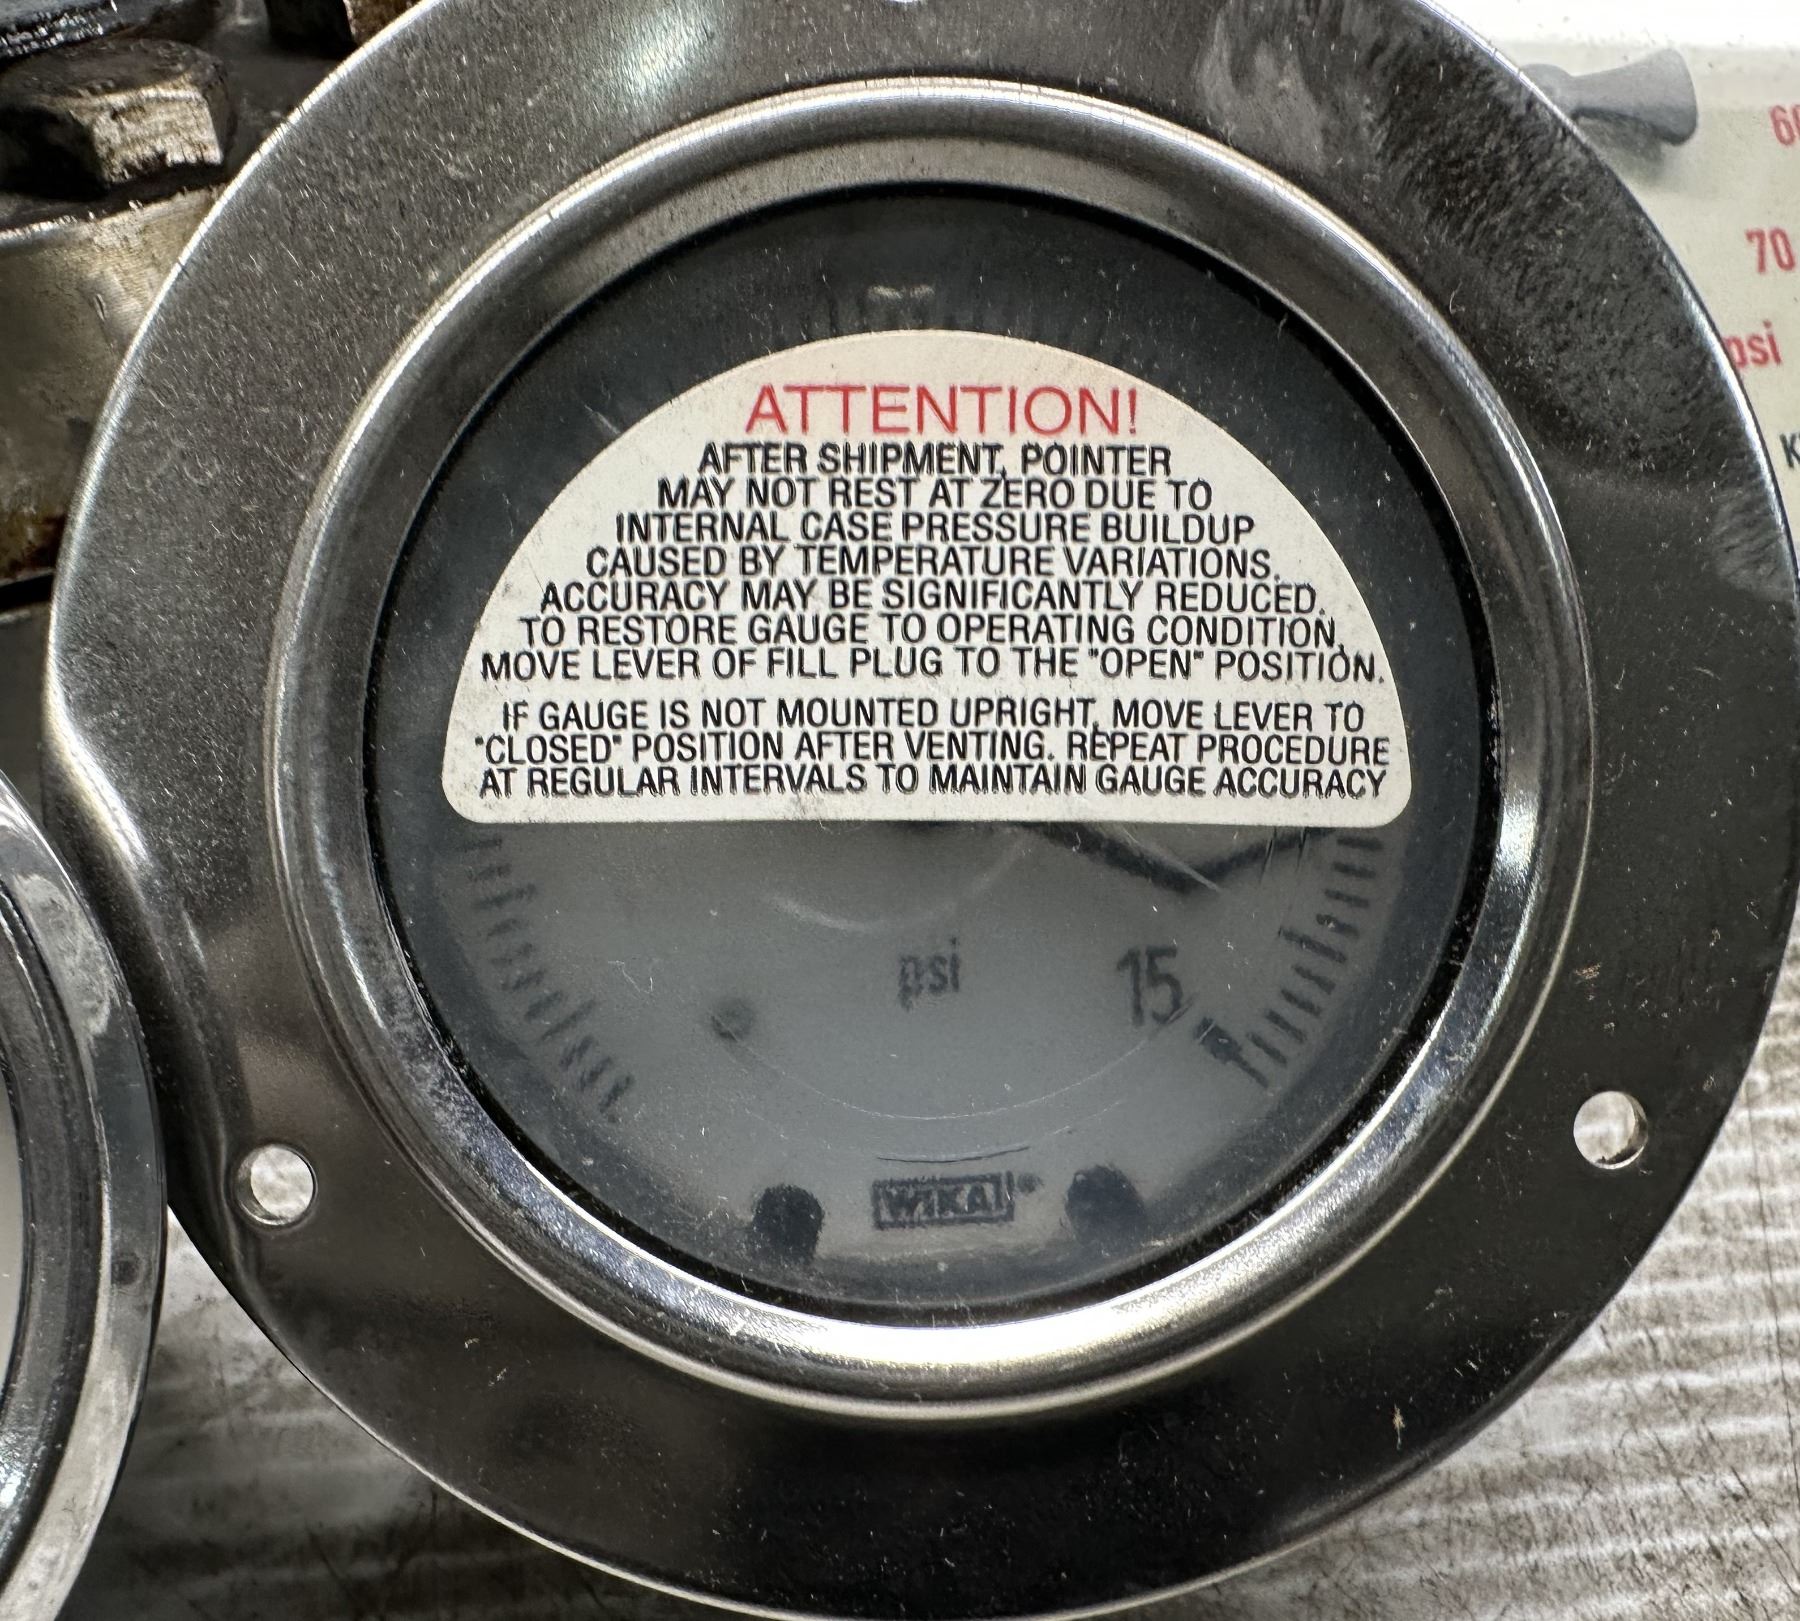 60
70
psi
ATTENTION!
AFTER SHIPMENT, POINTER
MAY NOT REST AT ZERO DUE TO
INTERNAL CASE PRESSURE BUILDUP
CAUSED BY TEMPERATURE VARIATIONS.
ACCURACY MAY BE SIGNIFICANTLY REDUCED.
TO RESTORE GAUGE TO OPERATING CONDITION,
MOVE LEVER OF FILL PLUG TO THE "OPEN" POSITION.
IF GAUGE IS NOT MOUNTED UPRIGHT, MOVE LEVER TO
"CLOSED" POSITION AFTER VENTING. REPEAT PROCEDURE
AT REGULAR INTERVALS TO MAINTAIN GAUGE ACCURACY
psi
15
WIKA®